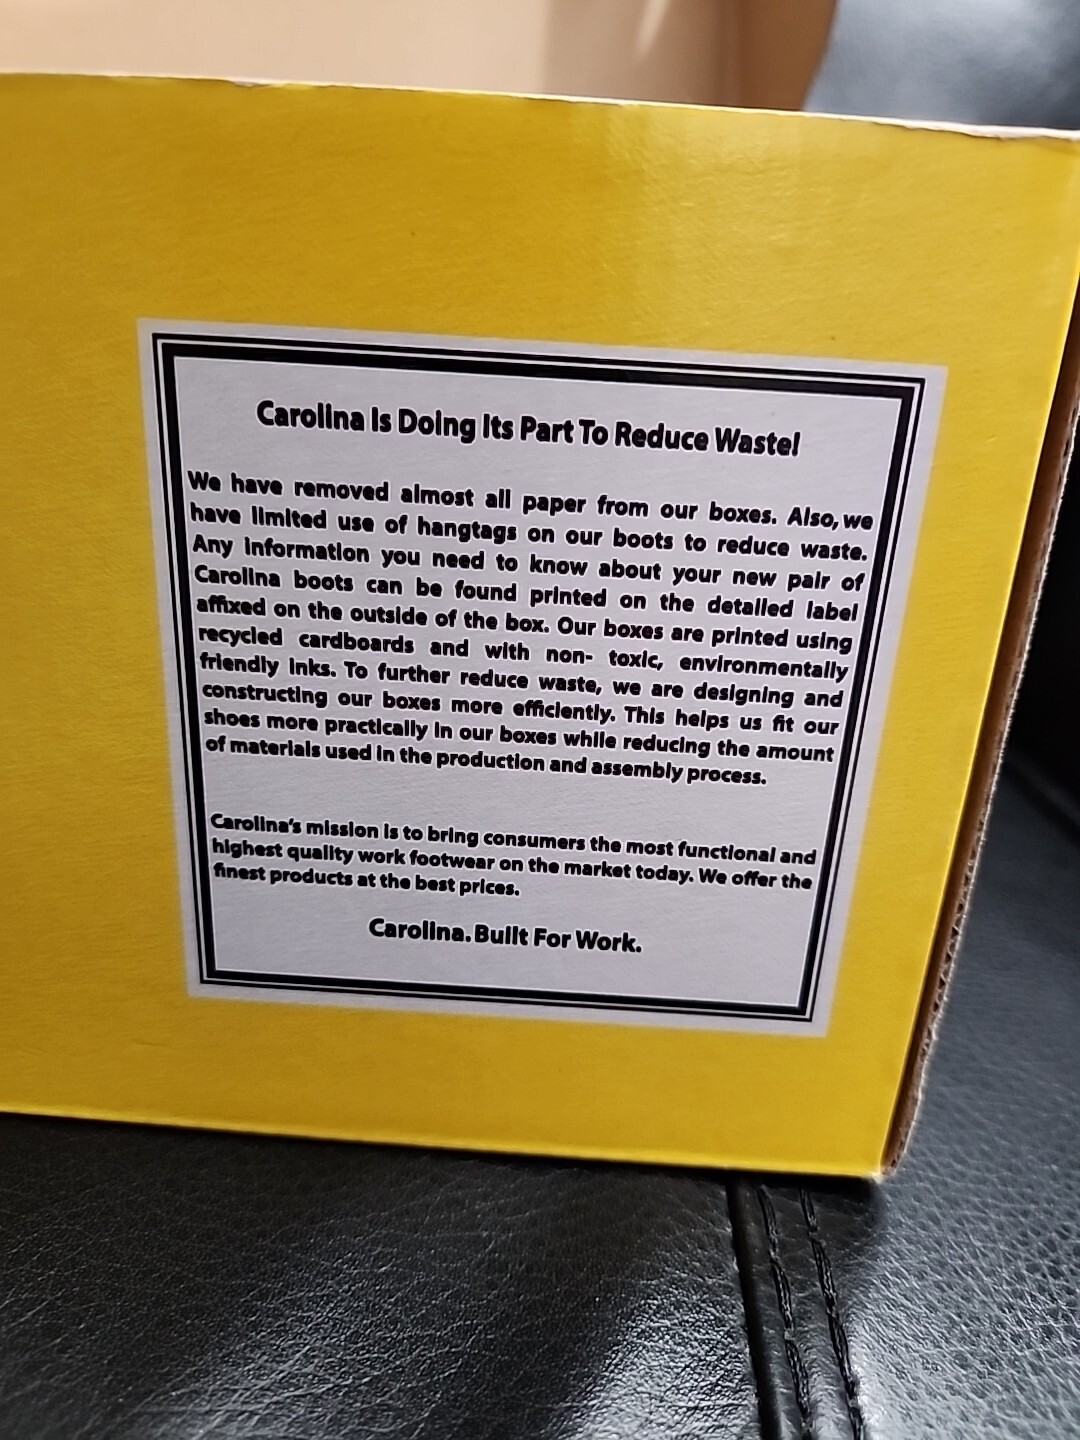 Carolina Is Doing Its Part To Reduce Waste!
We have removed almost all paper from our boxes. Also, we
have limited use of hangtags on our boots to reduce waste.
Any information you need to know about your new pair of
Carolina boots can be found printed on the detailed label
affixed on the outside of the box. Our boxes are printed using
recycled cardboards and with non- toxic, environmentally
friendly inks. To further reduce waste, we are designing and
constructing our boxes more efficiently. This helps us fit our
shoes more practically in our boxes while reducing the amount
of materials used in the production and assembly process.
Carolina's mission is to bring consumers the most functional and
highest quality work footwear on the market today. We offer the
finest products at the best prices.
Carolina. Built For Work.